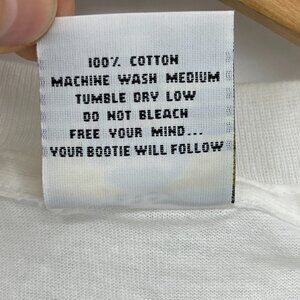 100% COTTON
MACHINE WASH MEDIUM
TUMBLE DRY LOW
DO NOT BLEACH
FREE YOUR MIND...
YOUR BOOTIE WILL FOLLOW